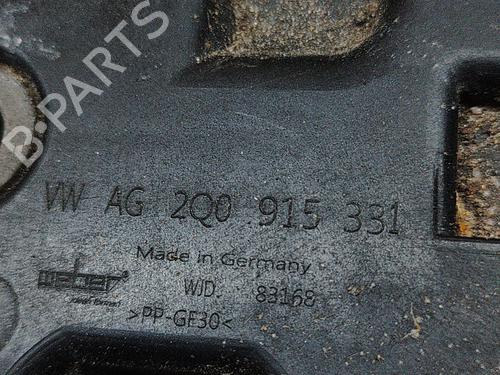 B-PARTS
VW AG 2Q0 915 331
Made in Germany
weber
WJD. 83168
>PP-GF30<